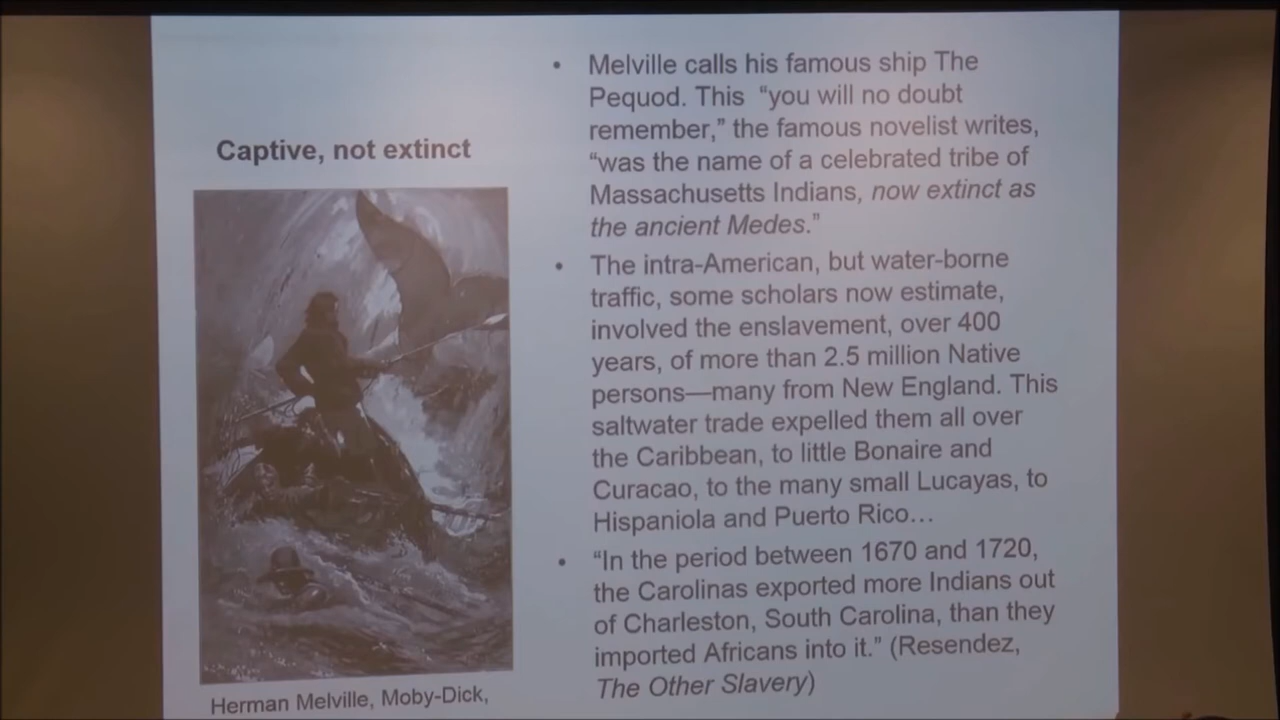 Captive, not extinct
Herman Melville, Moby-Dick,
• Melville calls his famous ship The
Pequod. This “you will no doubt
remember,” the famous novelist writes,
“was the name of a celebrated tribe of
Massachusetts Indians, now extinct as
the ancient Medes.”
• The intra-American, but water-borne
traffic, some scholars now estimate,
involved the enslavement, over 400
years, of more than 2.5 million Native
persons—many from New England. This
saltwater trade expelled them all over
the Caribbean, to little Bonaire and
Curacao, to the many small Lucayas, to
Hispaniola and Puerto Rico…
• “In the period between 1670 and 1720,
the Carolinas exported more Indians out
of Charleston, South Carolina, than they
imported Africans into it.” (Resendez,
The Other Slavery)